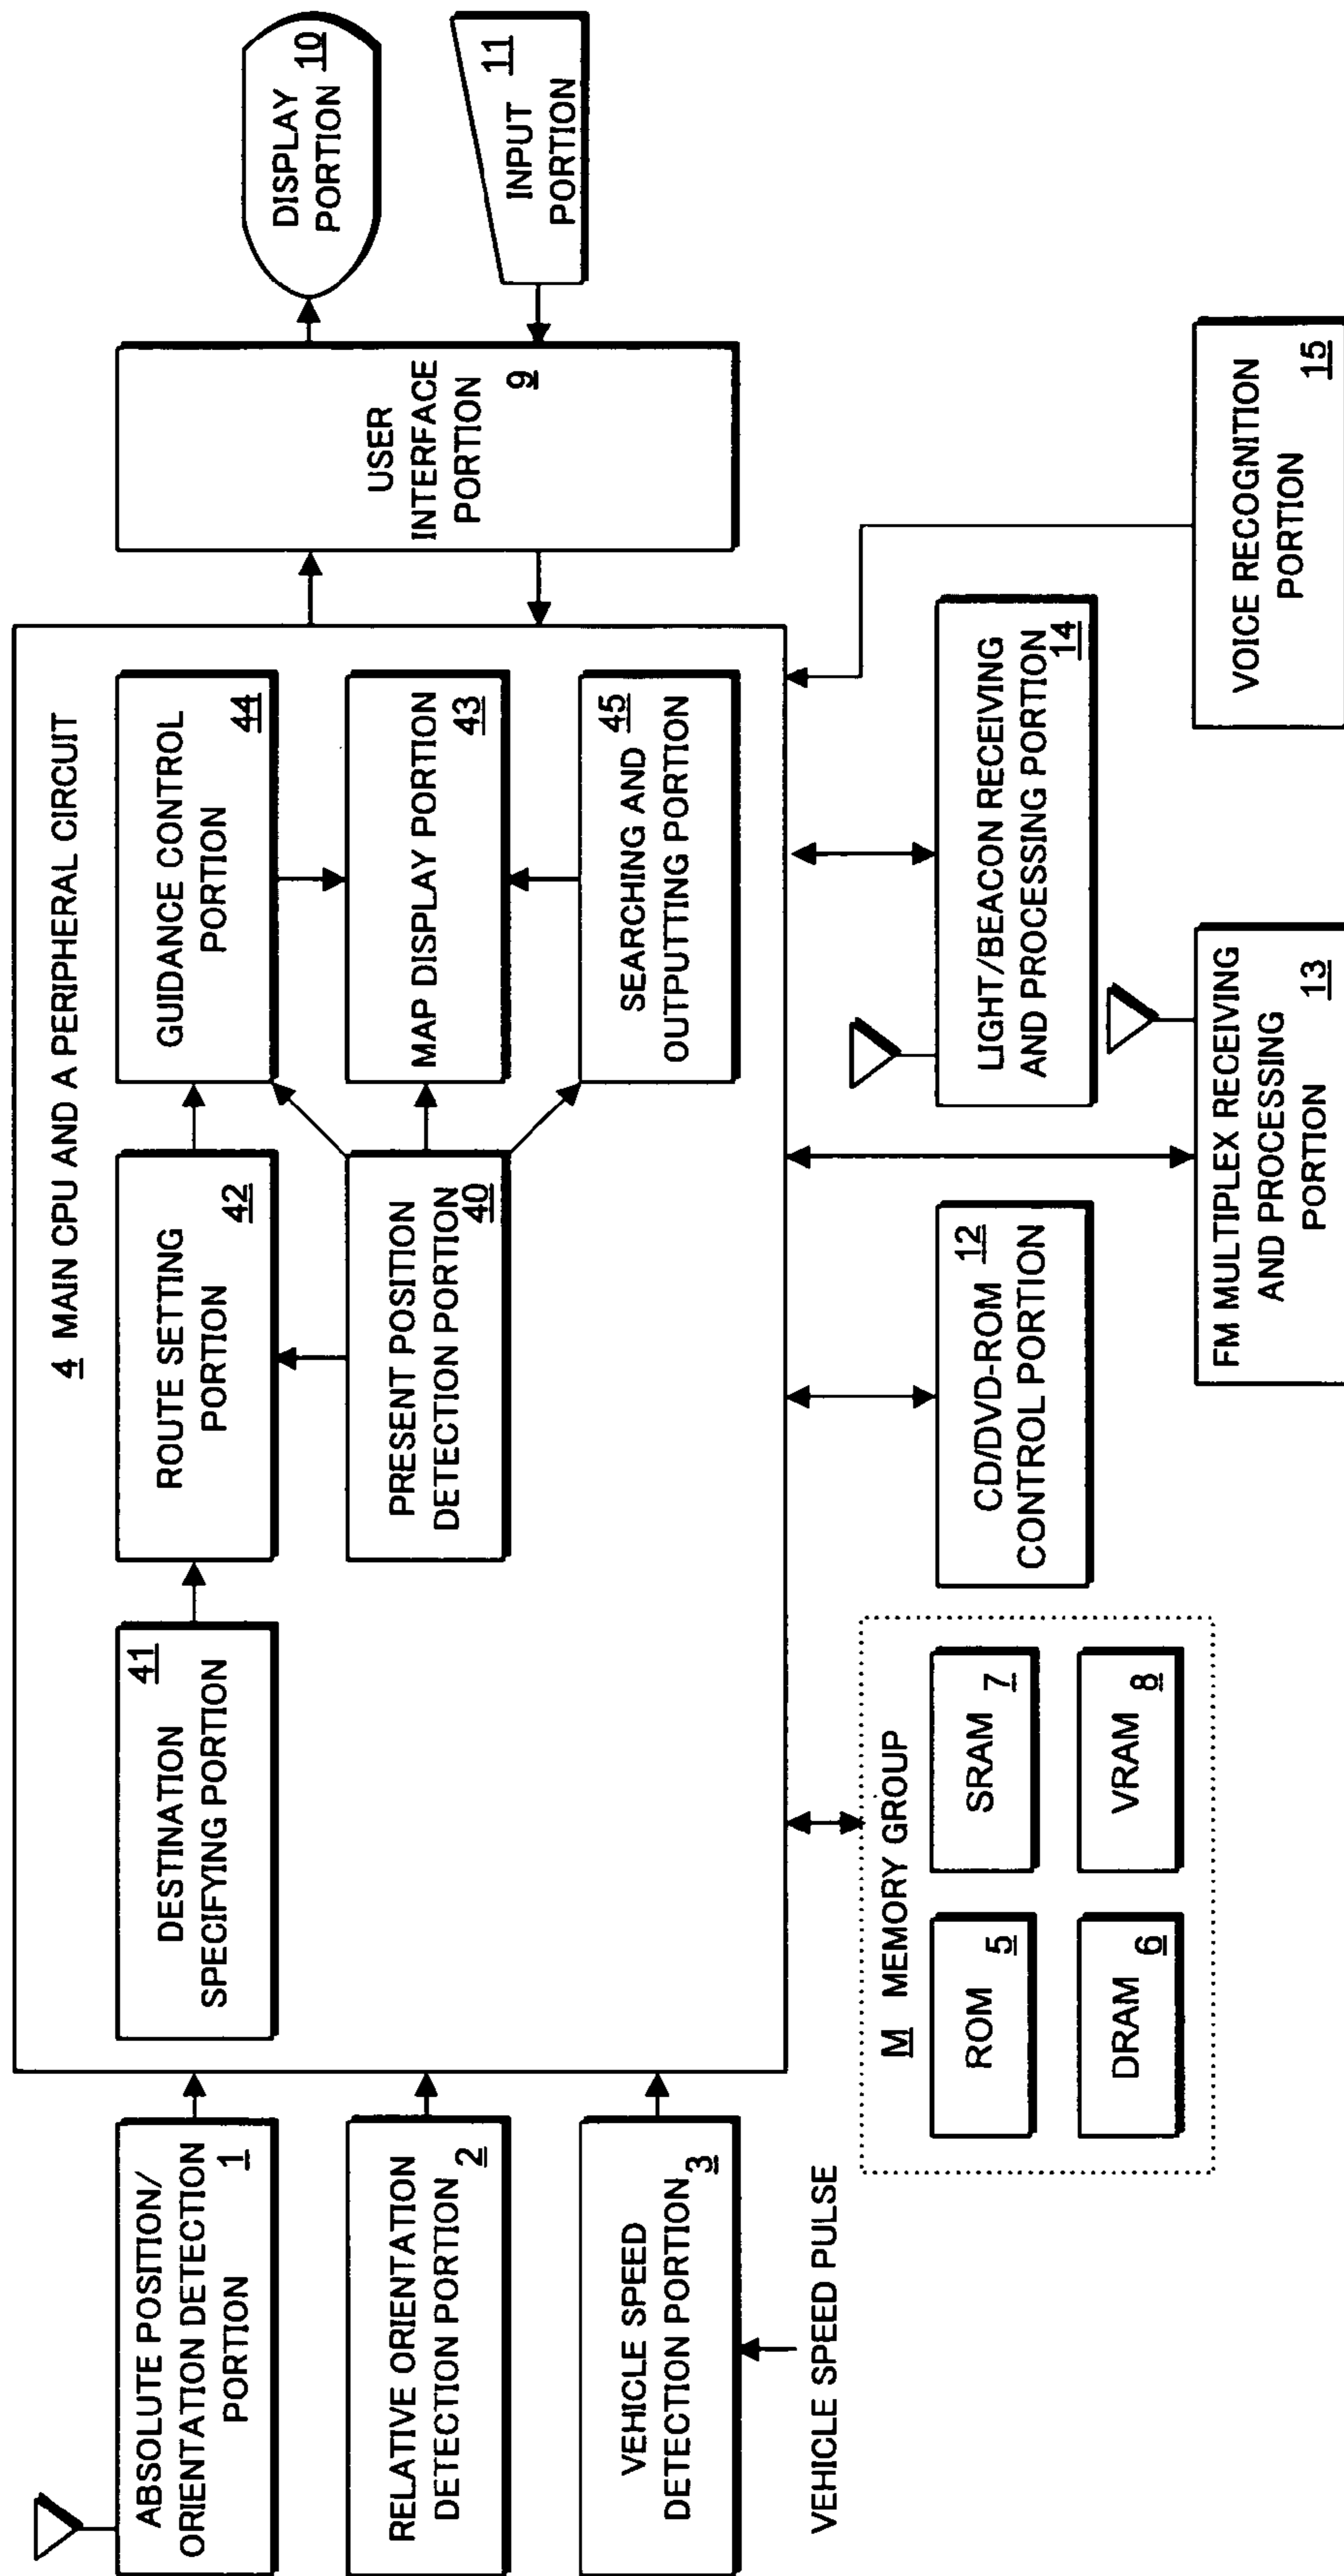 4 MAIN CPU AND A PERIPHERAL CIRCUIT
ABSOLUTE POSITION/
ORIENTATION DETECTION
PORTION 1
RELATIVE ORIENTATION
DETECTION PORTION 2
VEHICLE SPEED
DETECTION PORTION 3
VEHICLE SPEED PULSE
DESTINATION 41
SPECIFYING PORTION
ROUTE SETTING
PORTION 42
GUIDANCE CONTROL
PORTION 44
PRESENT POSITION
DETECTION PORTION
40
MAP DISPLAY PORTION
43
SEARCHING AND 45
OUTPUTTING PORTION
USER
INTERFACE
PORTION
9
DISPLAY
PORTION 10
INPUT 11
PORTION
M MEMORY GROUP
ROM 5
SRAM 7
DRAM 6
VRAM 8
CD/DVD-ROM 12
CONTROL PORTION
LIGHT/BEACON RECEIVING
AND PROCESSING PORTION
14
FM MULTIPLEX RECEIVING
AND PROCESSING 13
PORTION
VOICE RECOGNITION
PORTION 15